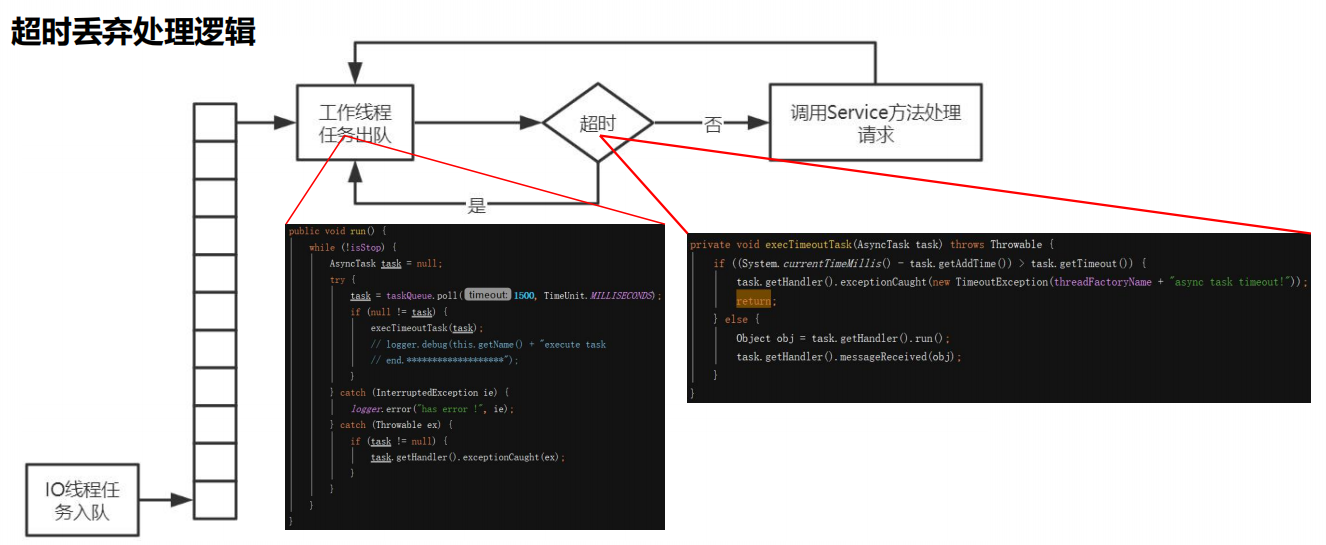 超时丢弃处理逻辑
工作线程
任务出队
超时
否
调用Service方法处理
请求
是
IO线程任
务入队
public void run() {
while (!isStop) {
AsyncTask task = null;
try {
task = taskQueue.poll( timeout: 1500, TimeUnit.MILLISECONDS);
if (null != task) {
execTimeoutTask(task);
// logger.debug(this.getName() + "execute task
// end.*******************");
}
} catch (InterruptedException ie) {
logger.error("has error !", ie);
} catch (Throwable ex) {
if (task != null) {
task.getHandler().exceptionCaught(ex);
}
}
}
}
private void execTimeoutTask(AsyncTask task) throws Throwable {
if ((System.currentTimeMillis() - task.getAddTime()) > task.getTimeout()) {
task.getHandler().exceptionCaught(new TimeoutException(threadFactoryName + "async task timeout!"));
return;
} else {
Object obj = task.getHandler().run();
task.getHandler().messageReceived(obj);
}
}